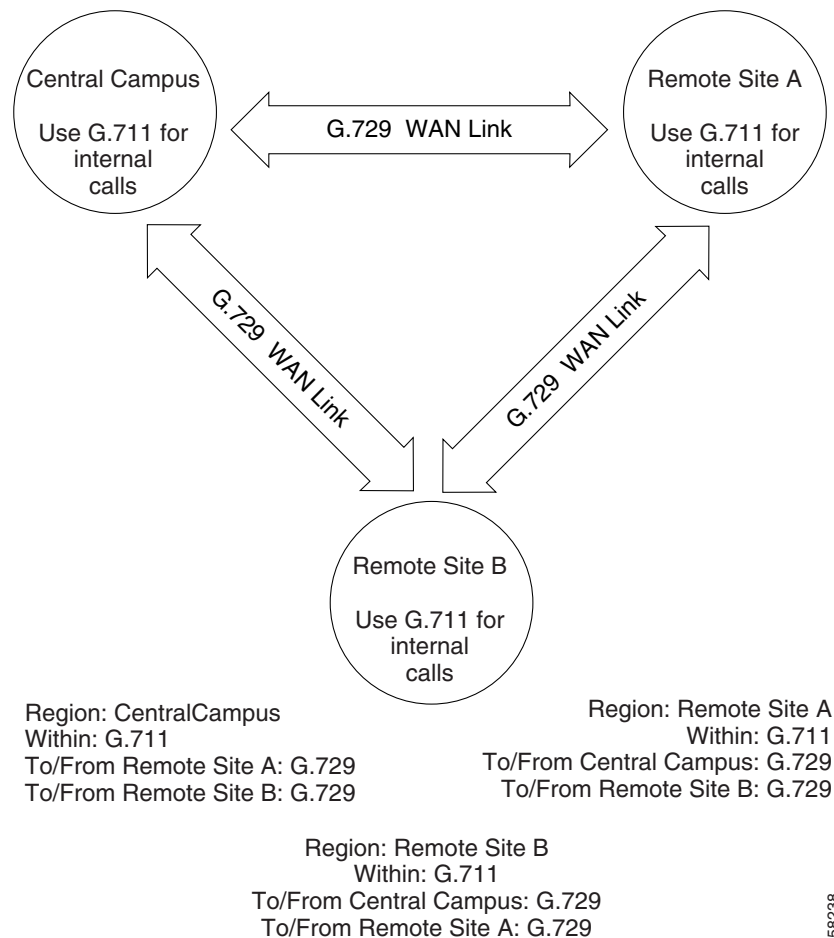 Central Campus
Use G.711 for
internal
calls
G.729 WAN Link
Remote Site A
Use G.711 for
internal
calls
G.729 WAN Link
G.729 WAN Link
Remote Site B
Use G.711 for
internal
calls
Region: CentralCampus
Within: G.711
To/From Remote Site A: G.729
To/From Remote Site B: G.729
Region: Remote Site A
Within: G.711
To/From Central Campus: G.729
To/From Remote Site B: G.729
Region: Remote Site B
Within: G.711
To/From Central Campus: G.729
To/From Remote Site A: G.729
58238